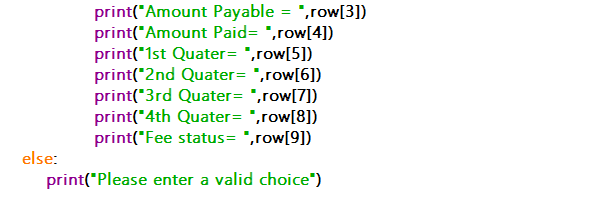 print("Amount Payable = ",row[3])
print("Amount Paid= ",row[4])
print("1st Quater= ",row[5])
print("2nd Quater= ",row[6])
print("3rd Quater= ",row[7])
print("4th Quater= ",row[8])
print("Fee status= ",row[9])
else:
print("Please enter a valid choice")